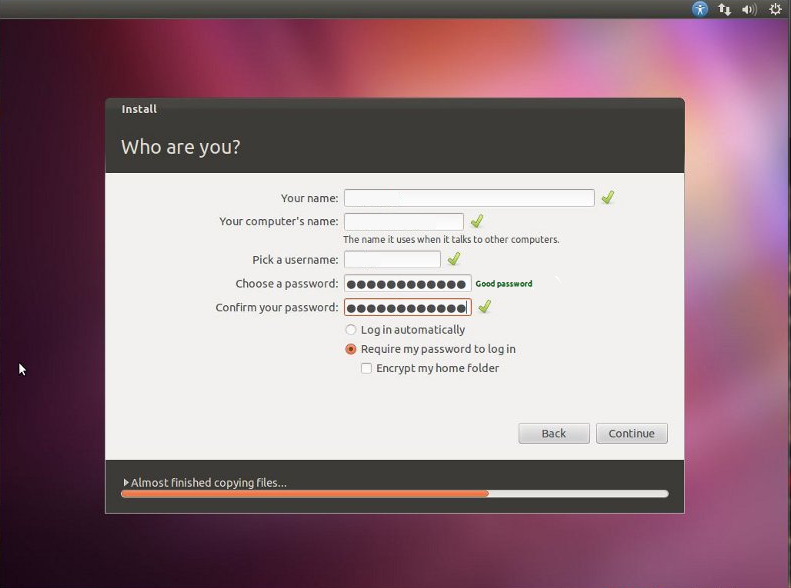 Install
Who are you?
Your name:
Your computer's name:
The name it uses when it talks to other computers.
Pick a username:
Choose a password: ●●●●●●●●●●●● Good password
Confirm your password: ●●●●●●●●●●●●
Log in automatically
Require my password to log in
Encrypt my home folder
Back Continue
Almost finished copying files...